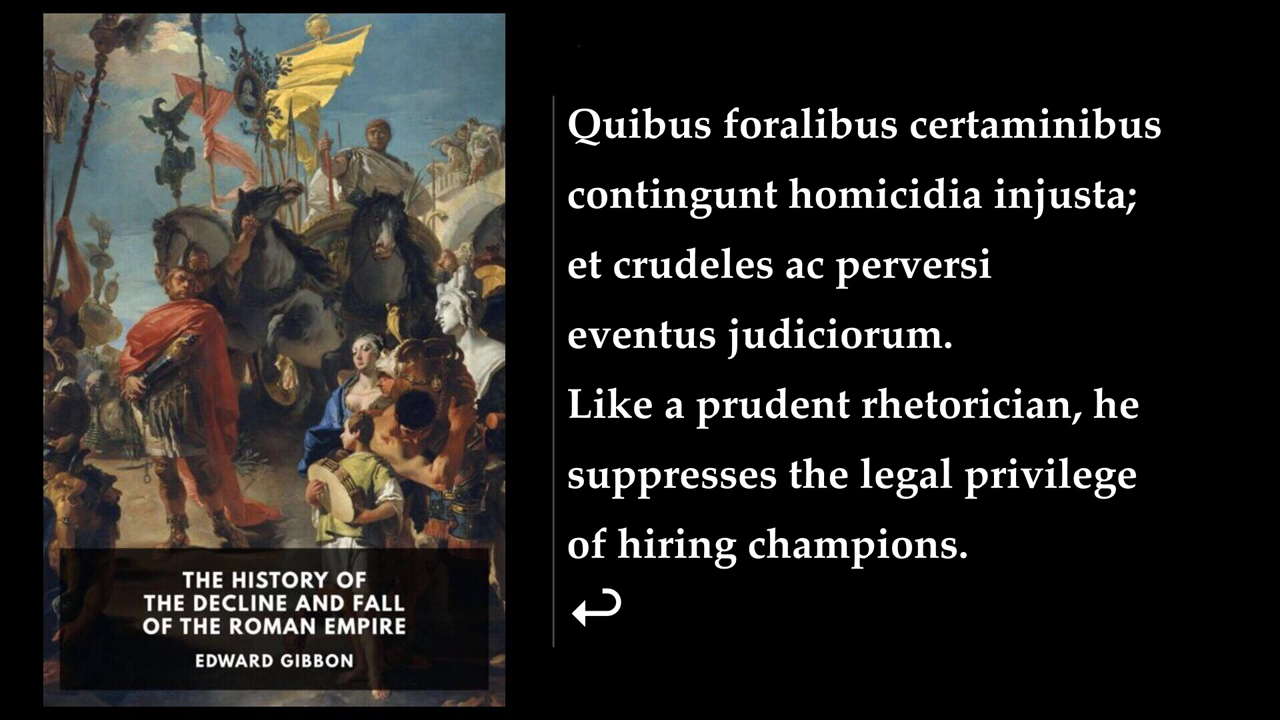 THE HISTORY OF
THE DECLINE AND FALL
OF THE ROMAN EMPIRE
EDWARD GIBBON
Quibus foralibus certaminibus
contingunt homicidia injusta;
et crudeles ac perversi
eventus judiciorum.
Like a prudent rhetorician, he
suppresses the legal privilege
of hiring champions.
↩